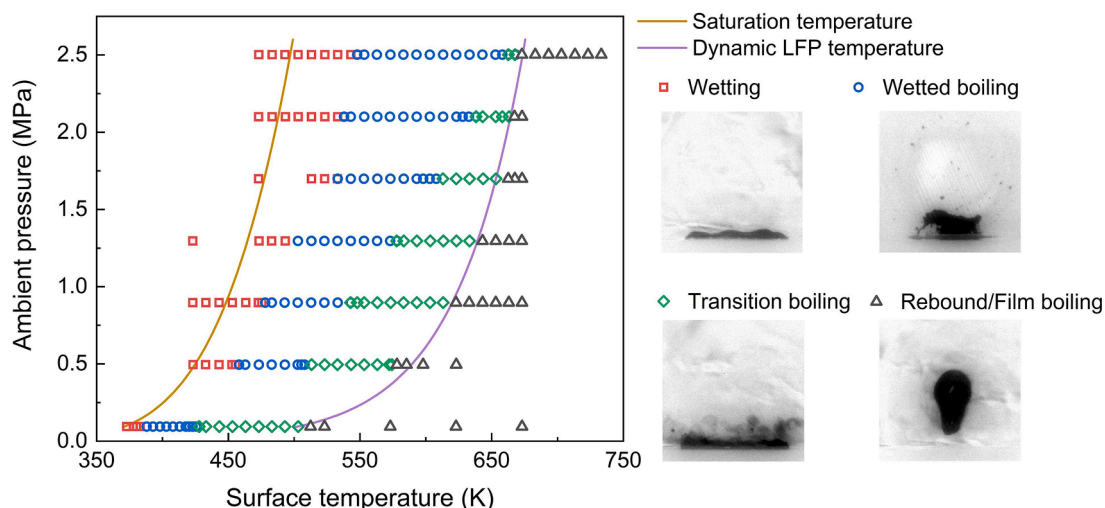 Ambient pressure (MPa)
2.5
2.0
1.5
1.0
0.5
0.0
350
450
550
650
750
Surface temperature (K)
Saturation temperature
Dynamic LFP temperature
Wetting
Wetted boiling
Transition boiling
Rebound/Film boiling